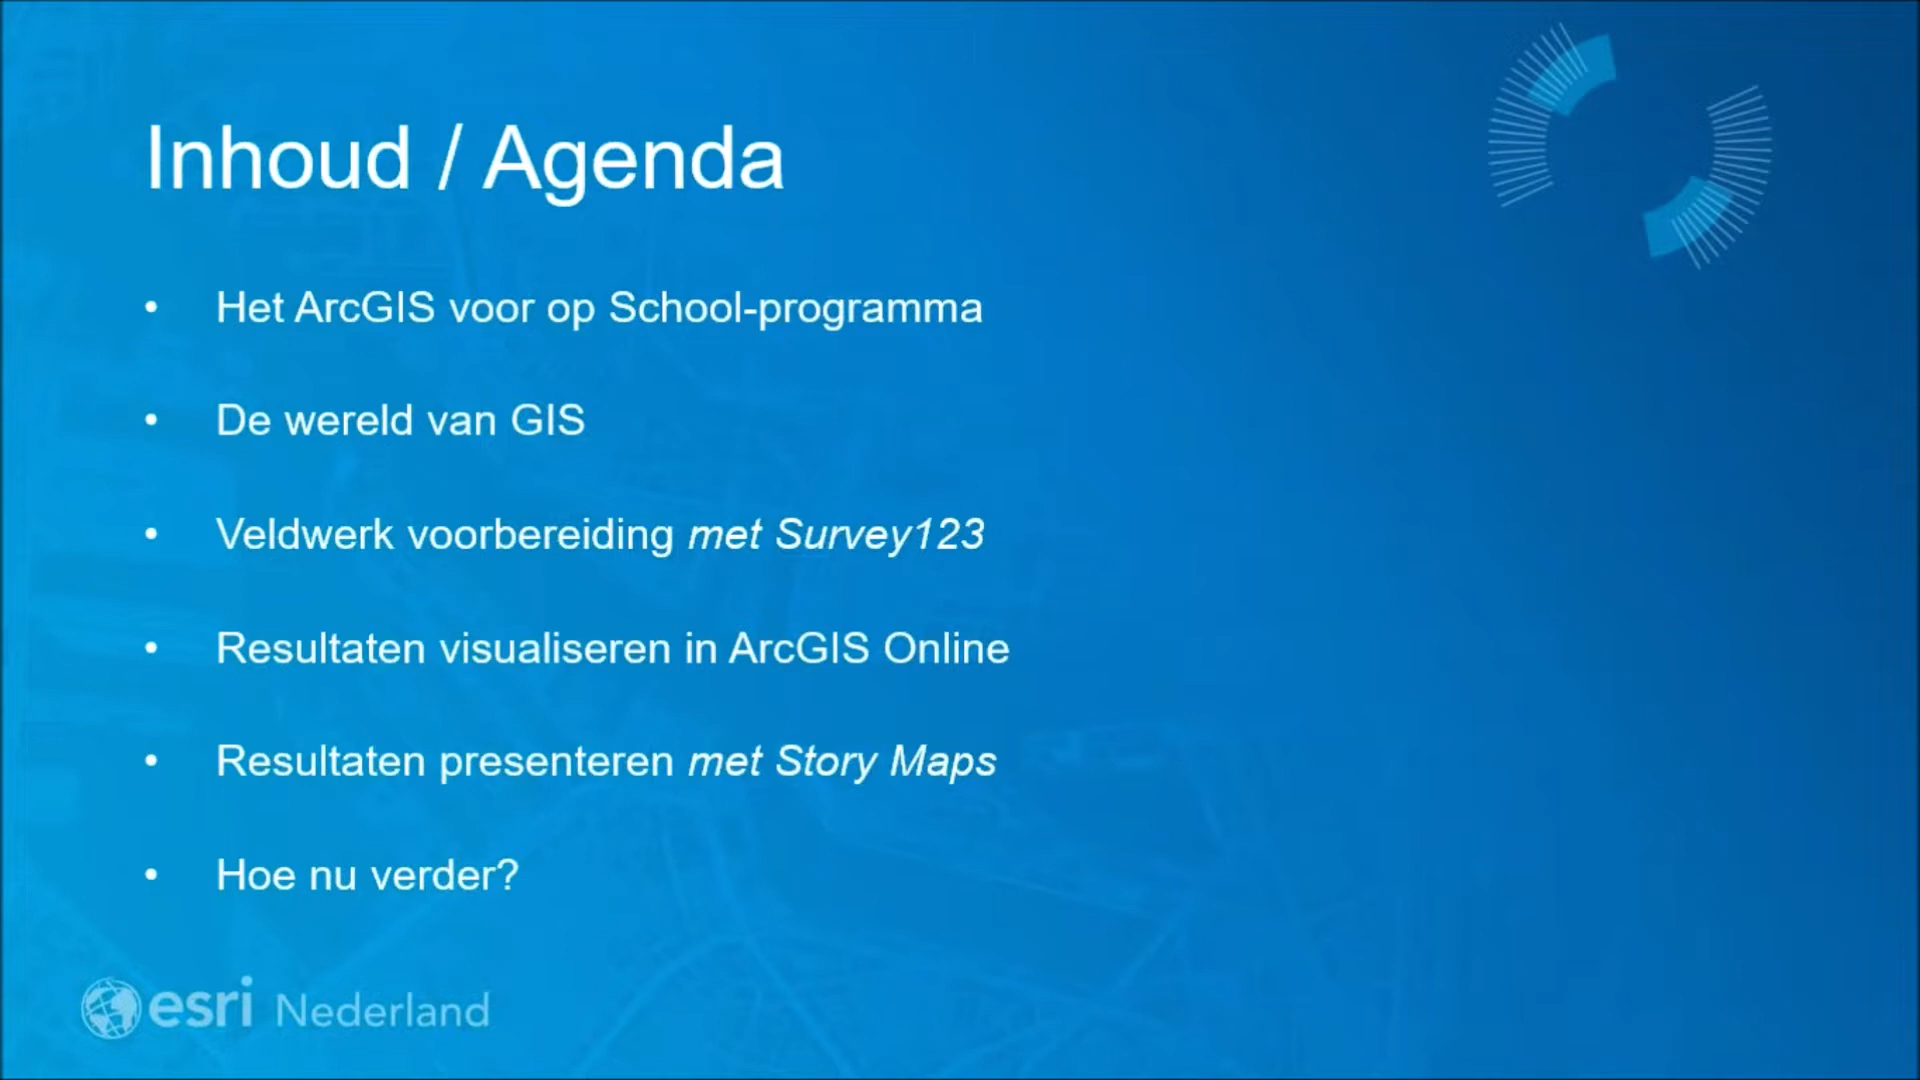 Inhoud / Agenda
• Het ArcGIS voor op School-programma
• De wereld van GIS
• Veldwerk voorbereiding met Survey123
• Resultaten visualiseren in ArcGIS Online
• Resultaten presenteren met Story Maps
• Hoe nu verder?
esri Nederland